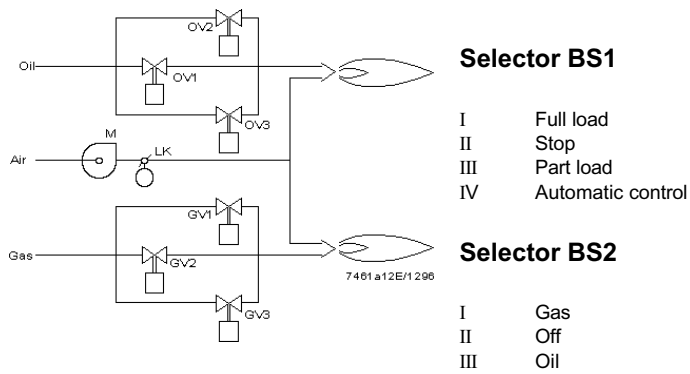 OV2
Oil
OV1
OV3
M
Air
LK
GV1
Gas
GV2
GV3
7461a12E/1296
Selector BS1
I Full load
II Stop
III Part load
IV Automatic control
Selector BS2
I Gas
II Off
III Oil